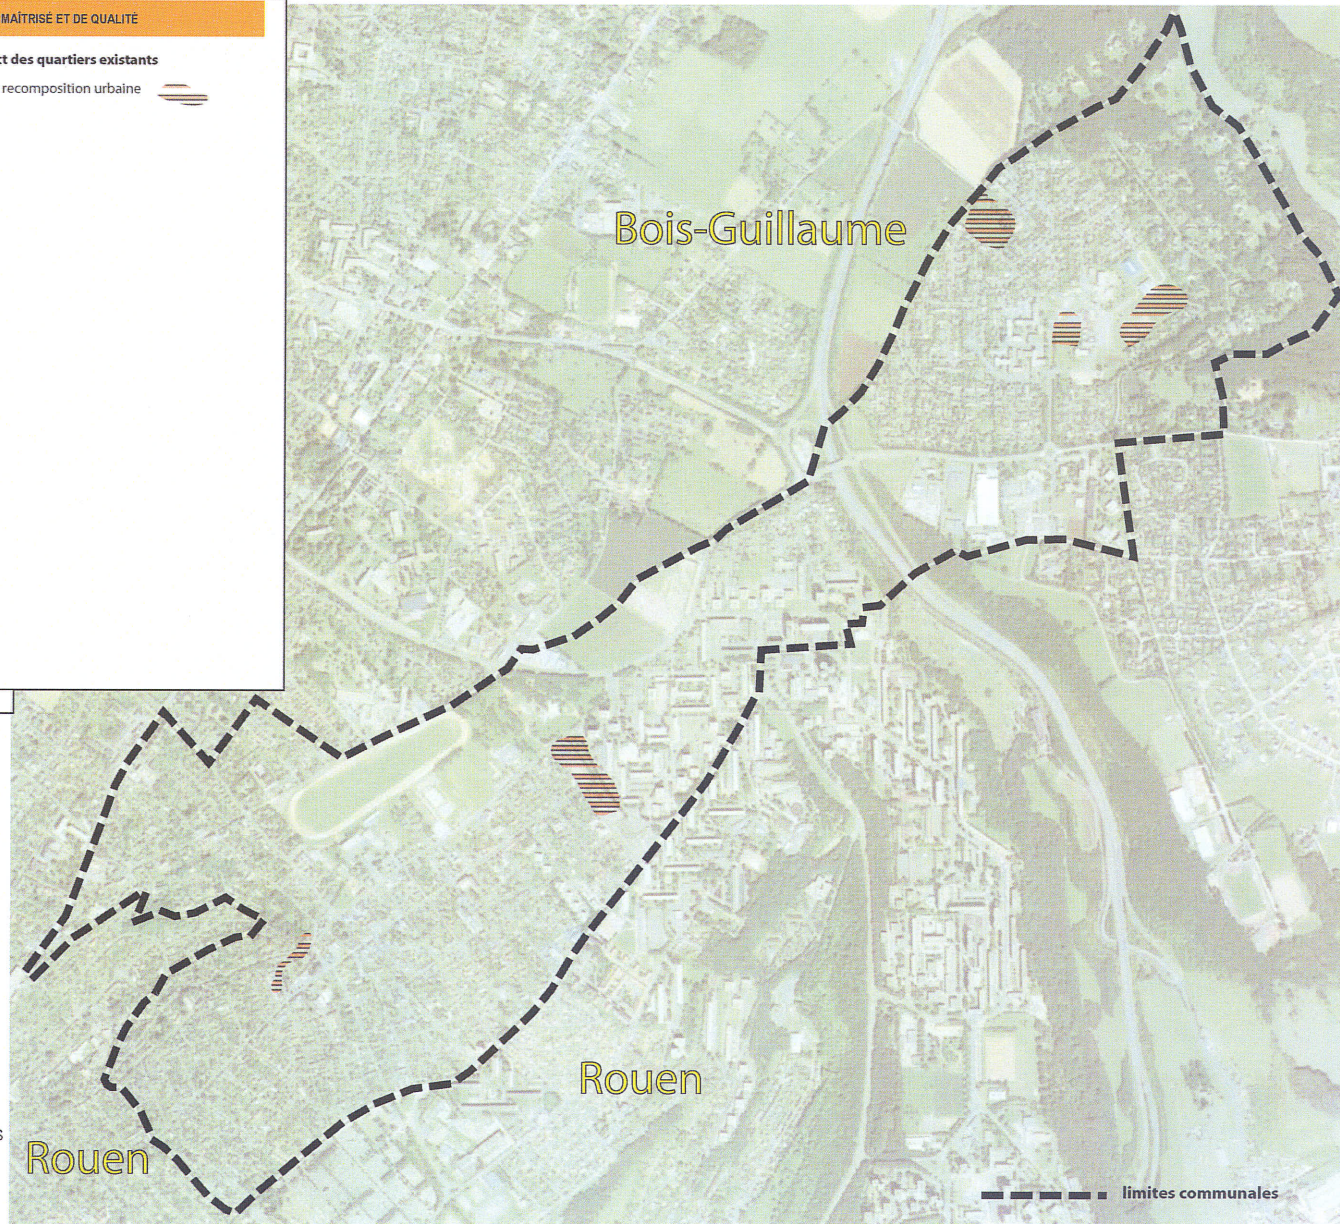 MAÎTRISÉ ET DE QUALITÉ
des quartiers existants
recomposition urbaine
Bois-Guillaume
Rouen
Rouen
limites communales